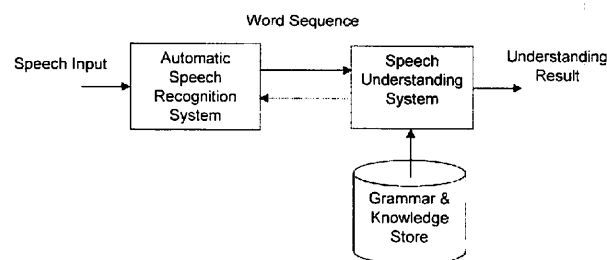 Word Sequence
Speech Input
Automatic
Speech
Recognition
System
Speech
Understanding
System
Understanding
Result
Grammar &
Knowledge
Store